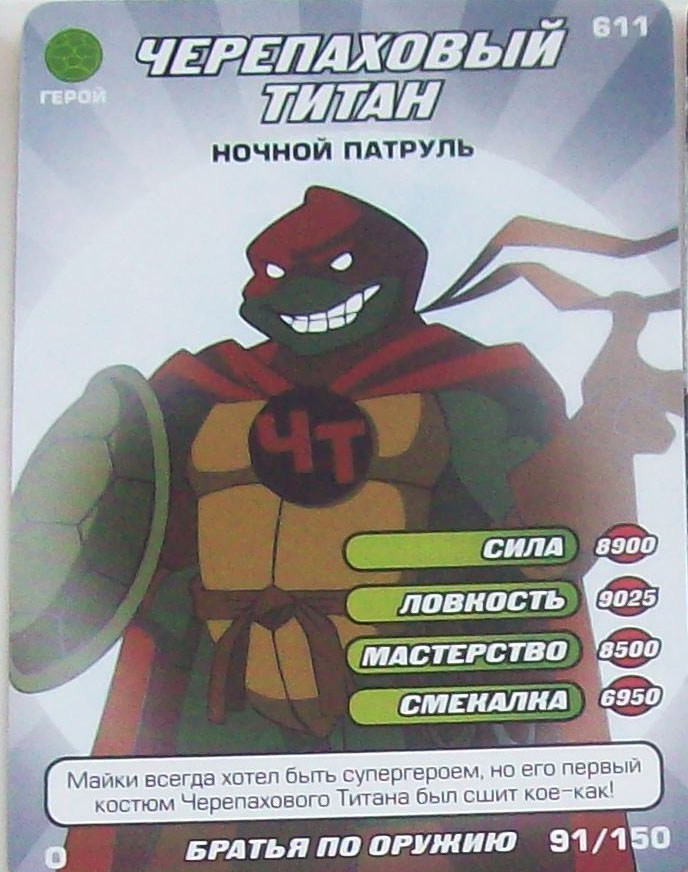 611
ГЕРОЙ
ЧЕРЕПАХОВЫЙ
ТИТАН
НОЧНОЙ ПАТРУЛЬ
ЧТ
СИЛА 8900
ЛОВКОСТЬ 9025
МАСТЕРСТВО 8500
СМЕКАЛКА 6950
Майки всегда хотел быть супергероем, но его первый
костюм Черепахового Титана был сшит кое-как!
0 БРАТЬЯ ПО ОРУЖИЮ 91/150